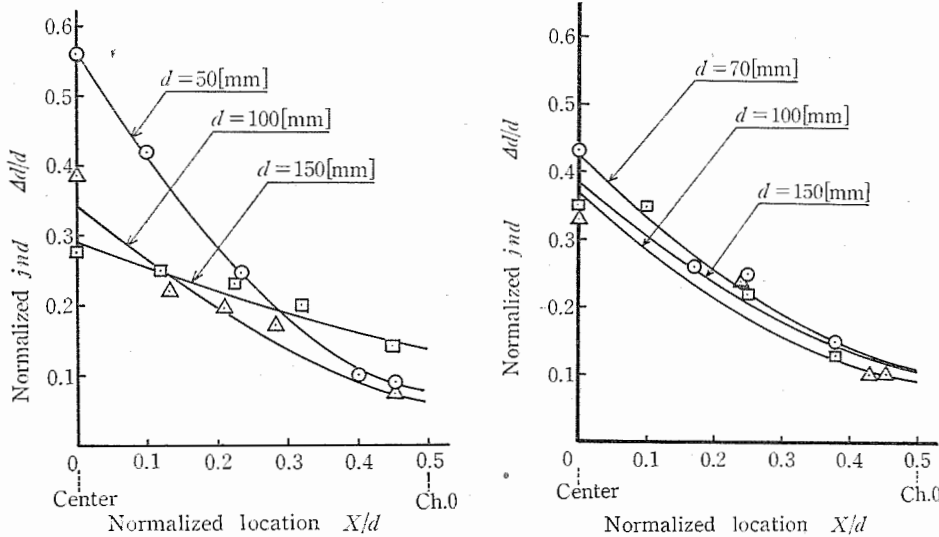 0.6
0.5
0.4
0.3
0.2
0.1
0
Normalized jnd Δd/d
d=50[mm]
d=100[mm]
d=150[mm]
0 0.1 0.2 0.3 0.4 0.5
Center Ch.0
Normalized location X/d
0.6
0.5
0.4
0.3
0.2
0.1
Normalized jnd Δd/d
d=70[mm]
d=100[mm]
d=150[mm]
0 0.1 0.2 0.3 0.4 0.5
Center Ch.0
Normalized location X/d